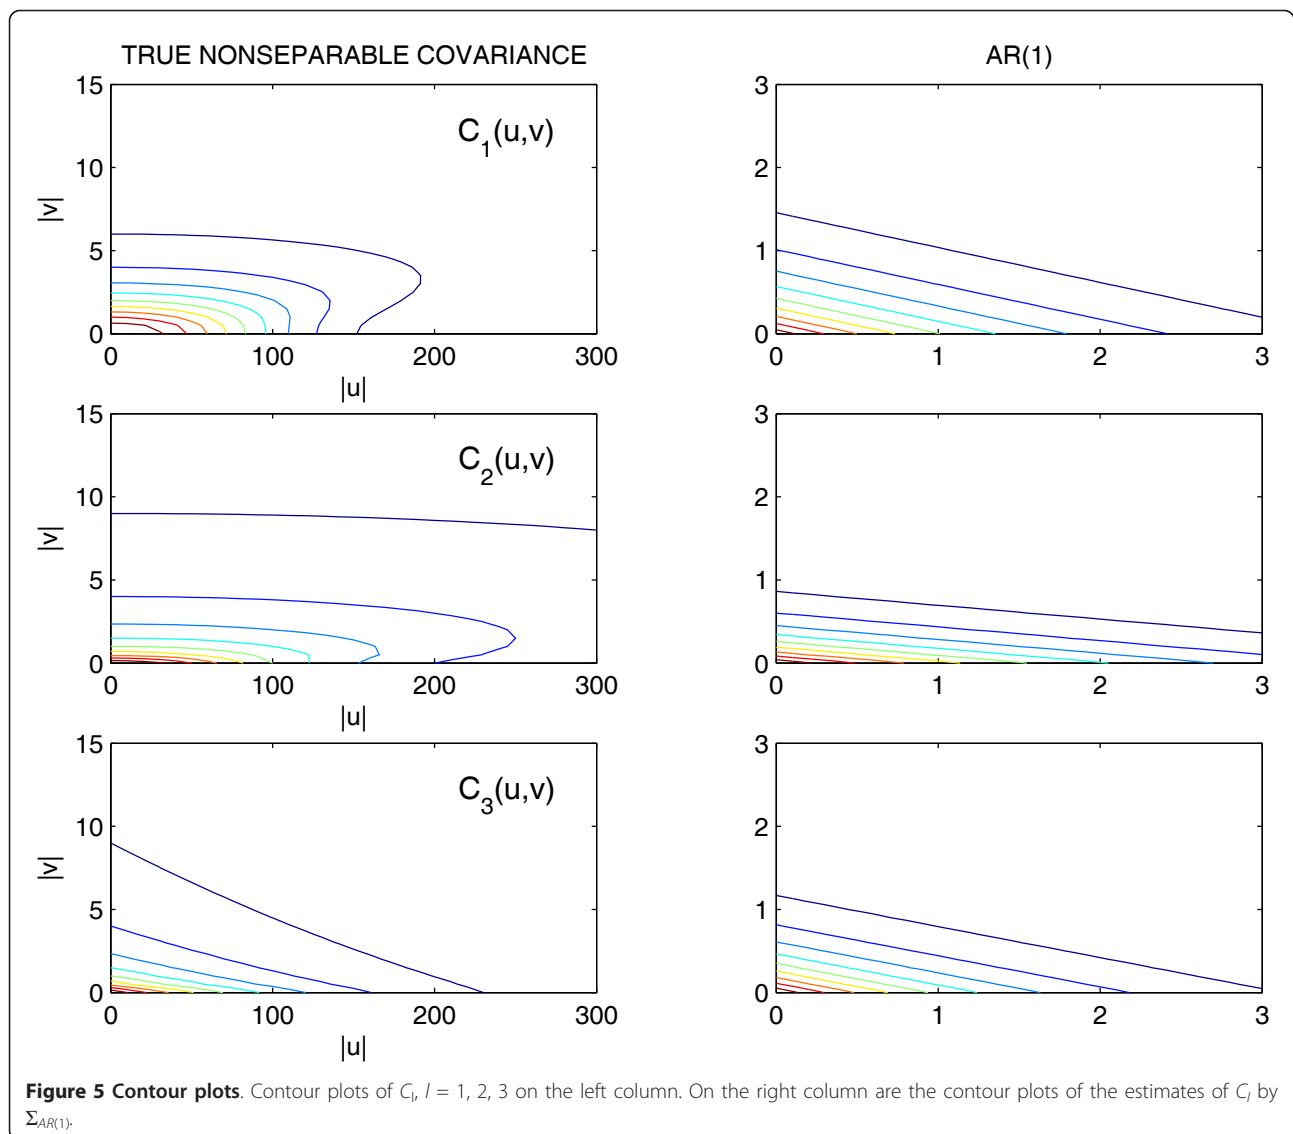 TRUE NONSEPARABLE COVARIANCE
AR(1)
15
10
5
0
|v|
C1(u,v)
0 100 200 300
|u|
3
2
1
0
0 1 2 3
15
10
5
0
|v|
C2(u,v)
0 100 200 300
|u|
3
2
1
0
0 1 2 3
15
10
5
0
|v|
C3(u,v)
0 100 200 300
|u|
3
2
1
0
0 1 2 3
Figure 5 Contour plots. Contour plots of Cl, l = 1, 2, 3 on the left column. On the right column are the contour plots of the estimates of Cl by
ΣAR(1).